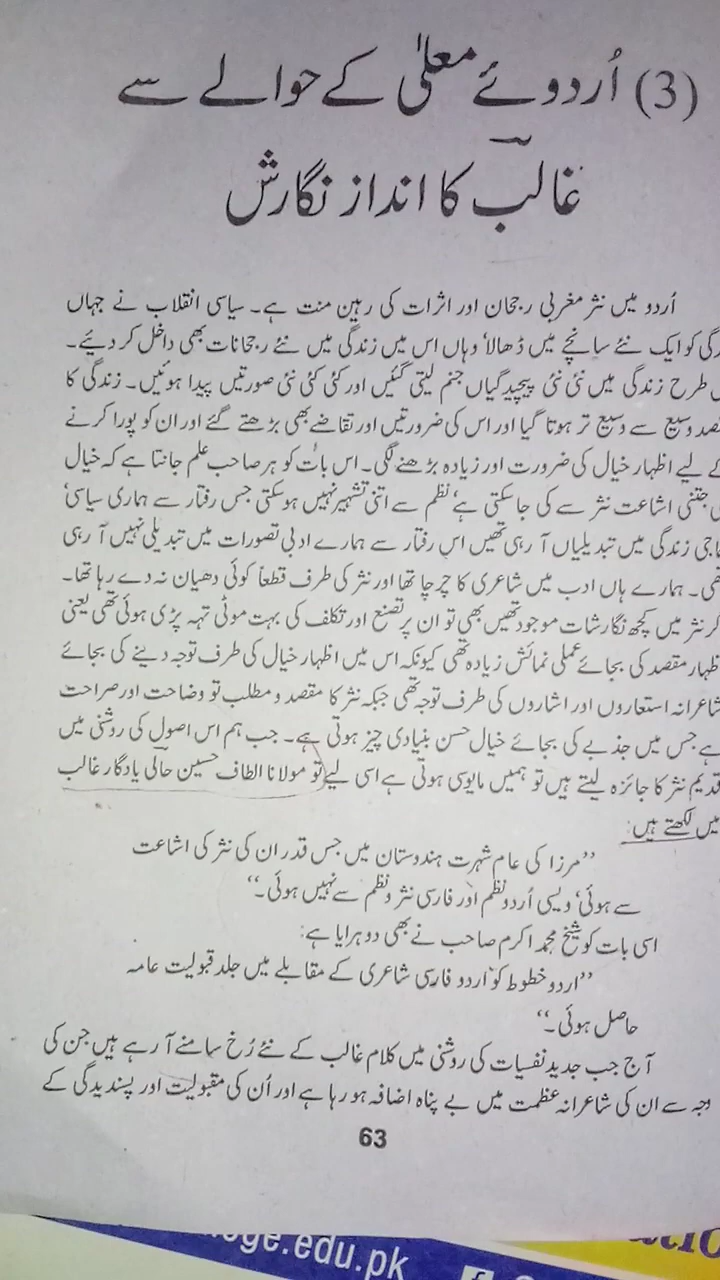 (3) اُردوئے معلیٰ کے حوالے سے
غالب کا انداز نگارش
اُردو میں نثر مغربی رجحان اور اثرات کی رہین منت ہے۔ سیاسی انقلاب نے جہاں
کو ایک نئے سانچے میں ڈھالا‘ وہاں اس میں زندگی میں نئے رجحانات بھی داخل کر دیئے۔
طرح زندگی میں نئی نئی پیچیدگیاں جنم لیتی گئیں اور کئی کئی نئی صورتیں پیدا ہوئیں۔ زندگی کا
وسیع سے وسیع تر ہوتا گیا اور اس کی ضرورتیں اور تقاضے بھی بڑھتے گئے اور ان کو پورا کرنے
کے لیے اظہار خیال کی ضرورت اور زیادہ بڑھنے لگی۔ اس بات کو ہر صاحب علم جانتا ہے کہ خیال
جتنی اشاعت نثر سے کی جاسکتی ہے‘ نظم سے اتنی تشہیر نہیں ہوسکتی جس رفتار سے ہماری سیاسی‘
زندگی میں تبدیلیاں آ رہی تھیں اس رفتار سے ہمارے ادبی تصورات میں تبدیلی نہیں آ رہی
تھی۔ ہمارے ہاں ادب میں شاعری کا چرچا تھا اور نثر کی طرف قطعاً کوئی دھیان نہ دے رہا تھا۔
نثر میں کچھ نگارشات موجود تھیں بھی تو ان پر تصنع اور تکلف کی بہت موٹی تہہ پڑی ہوئی تھی یعنی
مقصد کی بجائے عملی نمائش زیادہ تھی کیونکہ اس میں اظہار خیال کی طرف توجہ دینے کی بجائے
شاعرانہ استعاروں اور اشاروں کی طرف توجہ تھی جبکہ نثر کا مقصد و مطلب تو وضاحت اور صراحت
ہے جس میں جذبے کی بجائے خیال حسن بنیادی چیز ہوتی ہے۔ جب ہم اس اصول کی روشنی میں
قدیم نثر کا جائزہ لیتے ہیں تو ہمیں مایوسی ہوتی ہے اسی لیے تو مولانا الطاف حسین حالی یادگار غالب
میں لکھتے ہیں:
’’مرزا کی عام شہرت ہندوستان میں جس قدر ان کی نثر کی اشاعت
سے ہوئی‘ ویسی اُردو نظم اور فارسی نثر و نظم سے نہیں ہوئی۔‘‘
اسی بات کو شیخ محمد اکرم صاحب نے بھی دوہرایا ہے:
’’اردو خطوط کو اردو فارسی شاعری کے مقابلے میں جلد قبولیت عامہ
حاصل ہوئی۔‘‘
آج جب جدید نفسیات کی روشنی میں کلام غالب کے نئے رُخ سامنے آ رہے ہیں جن کی
وجہ سے ان کی شاعرانہ عظمت میں بے پناہ اضافہ ہو رہا ہے اور اُن کی مقبولیت اور پسندیدگی کے
63
.edu.pk